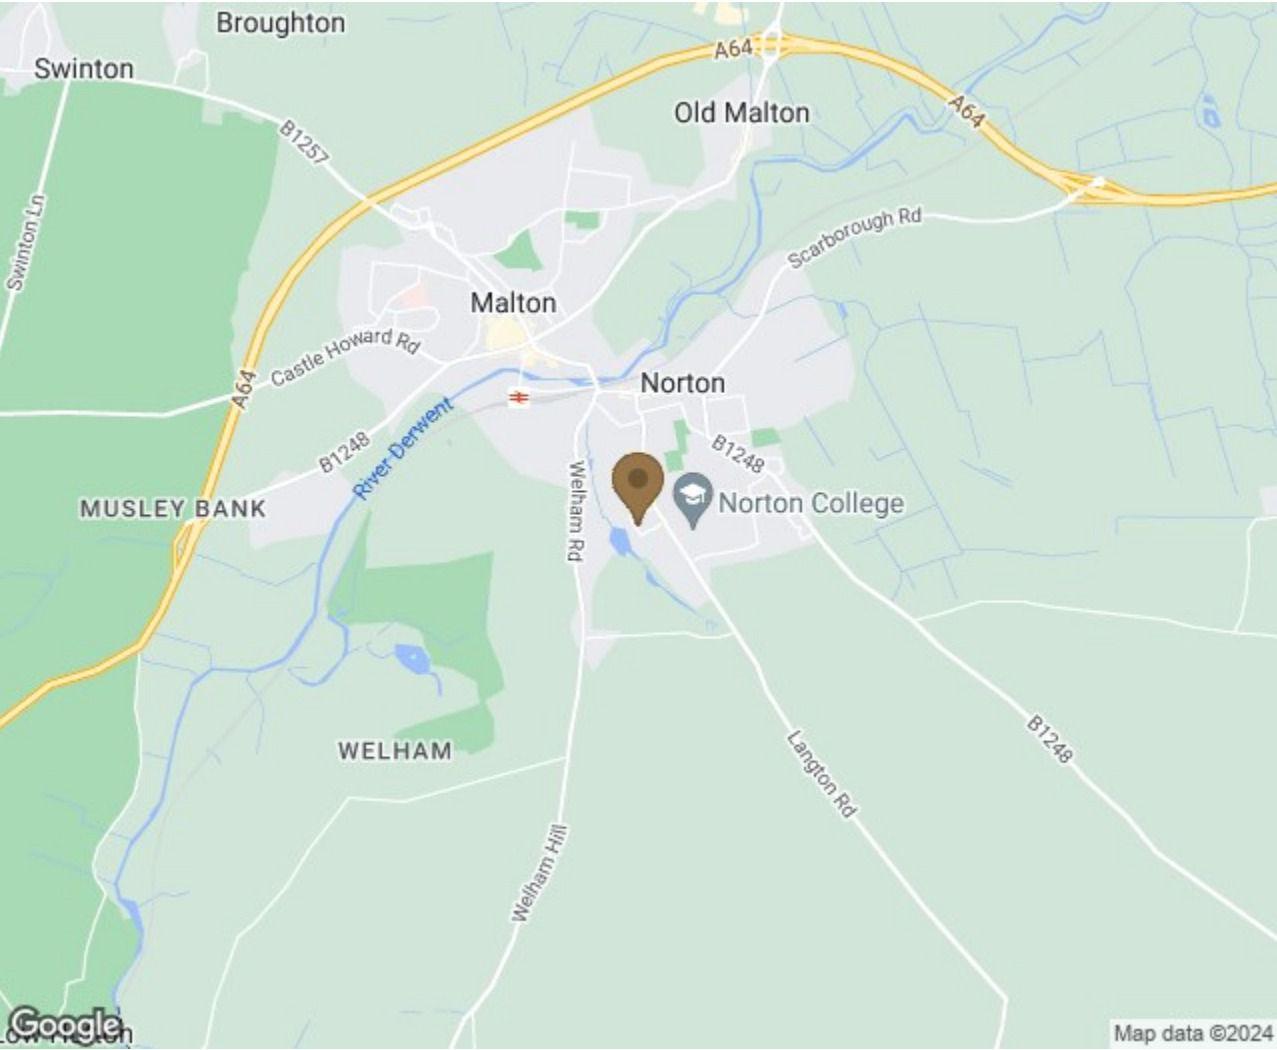 Broughton
Swinton
A64
Old Malton
A64
B1257
Swinton Ln
Scarborough Rd
Malton
Castle Howard Rd
A64
Norton
River Derwent
B1248
B1248
Welham Rd
MUSLEY BANK
Norton College
WELHAM
Langton Rd
B1248
Welham Hill
Google
Map data ©2024